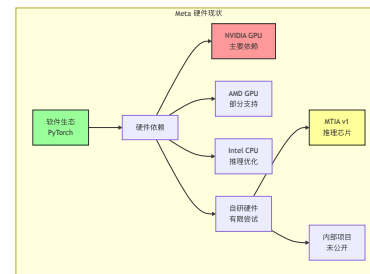 Meta 硬件现状
NVIDIA GPU
主要依赖
AMD GPU
部分支持
软件生态
PyTorch
硬件依赖
Intel CPU
推理优化
MTIA v1
推理芯片
自研硬件
有限尝试
内部项目
未公开